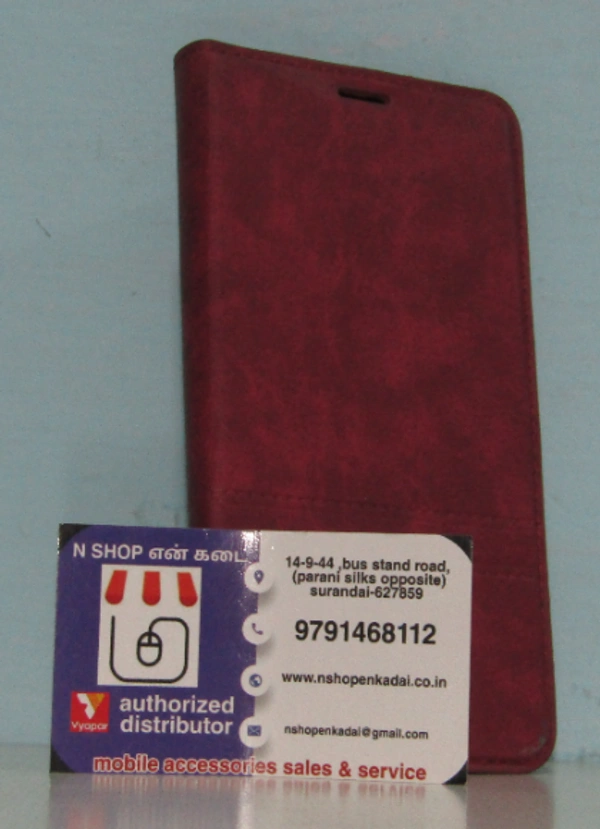 N SHOP என் கடை
14-9-44 ,bus stand road,
(parani silks opposite)
surandai-627859
9791468112
www.nshopenkadai.co.in
Vyapar
authorized
distributor
nshopenkadai@gmail.com
mobile accessories sales & service